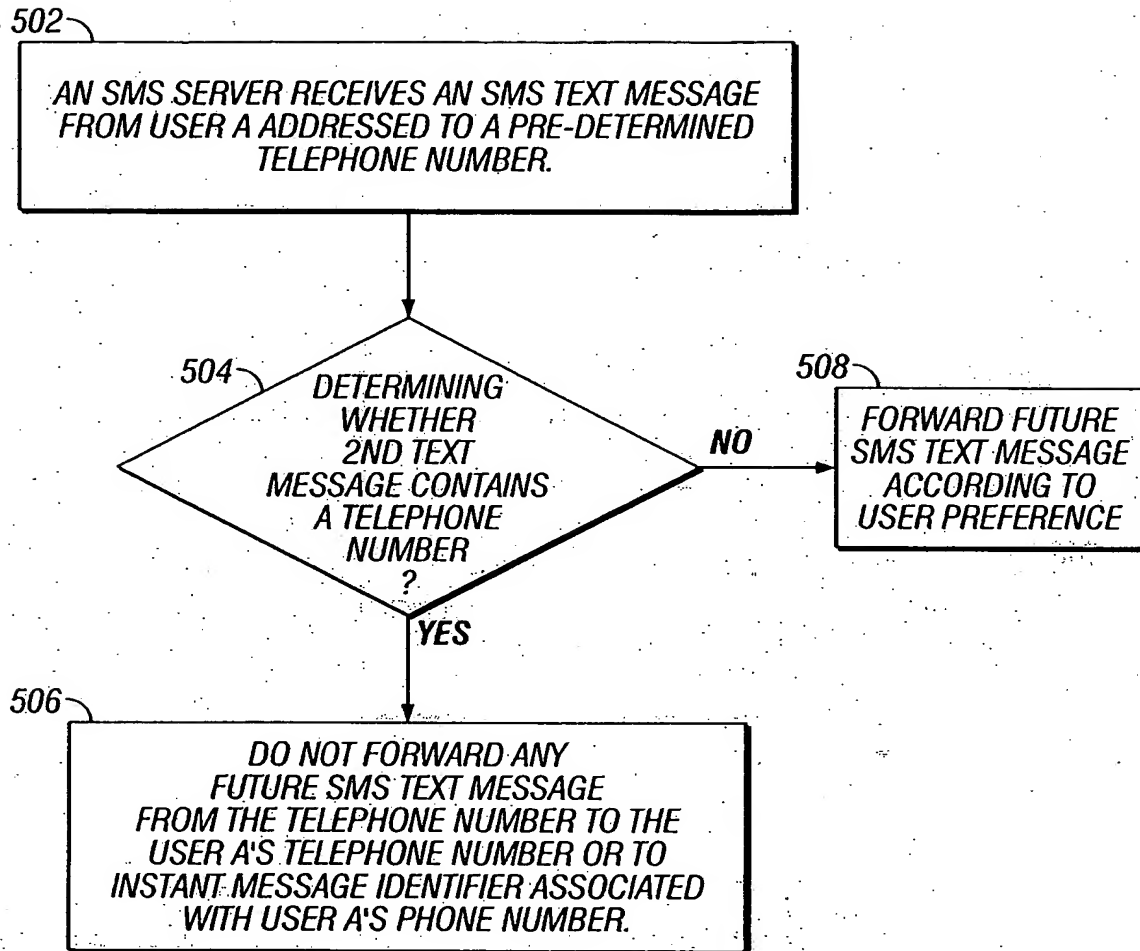 502
AN SMS SERVER RECEIVES AN SMS TEXT MESSAGE
FROM USER A ADDRESSED TO A PRE-DETERMINED
TELEPHONE NUMBER.
504
DETERMINING
WHETHER
2ND TEXT
MESSAGE CONTAINS
A TELEPHONE
NUMBER
?
NO
508
FORWARD FUTURE
SMS TEXT MESSAGE
ACCORDING TO
USER PREFERENCE
YES
506
DO NOT FORWARD ANY
FUTURE SMS TEXT MESSAGE
FROM THE TELEPHONE NUMBER TO THE
USER A'S TELEPHONE NUMBER OR TO
INSTANT MESSAGE IDENTIFIER ASSOCIATED
WITH USER A'S PHONE NUMBER.